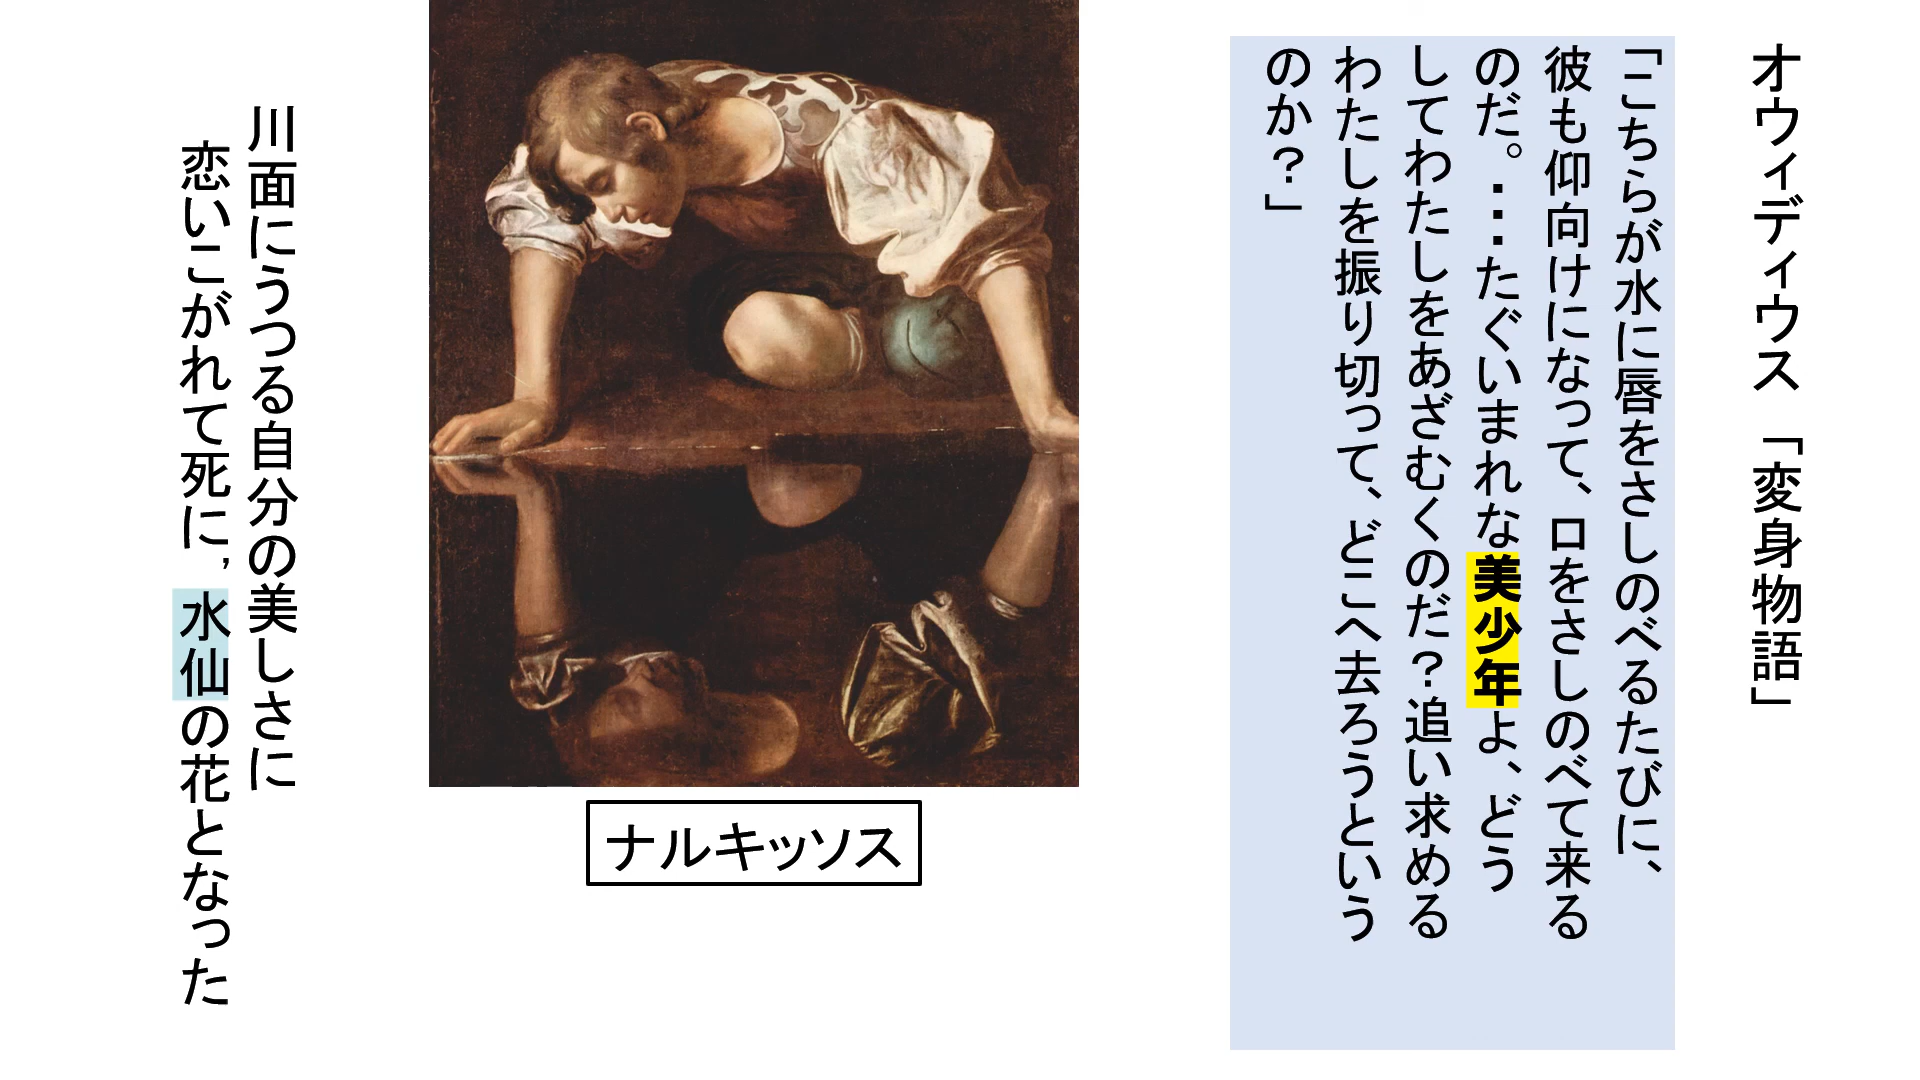 オウィディウス 「変身物語」
「こちらが水に唇をさしのべるたびに、
彼も仰向けになって、口をさしのべて来る
のだ。・・・たぐいまれな美少年よ、どう
してわたしをあざむくのだ？追い求める
わたしを振り切って、どこへ去ろうという
のか？」
ナルキッソス
川面にうつる自分の美しさに
恋いこがれて死に，水仙の花となった